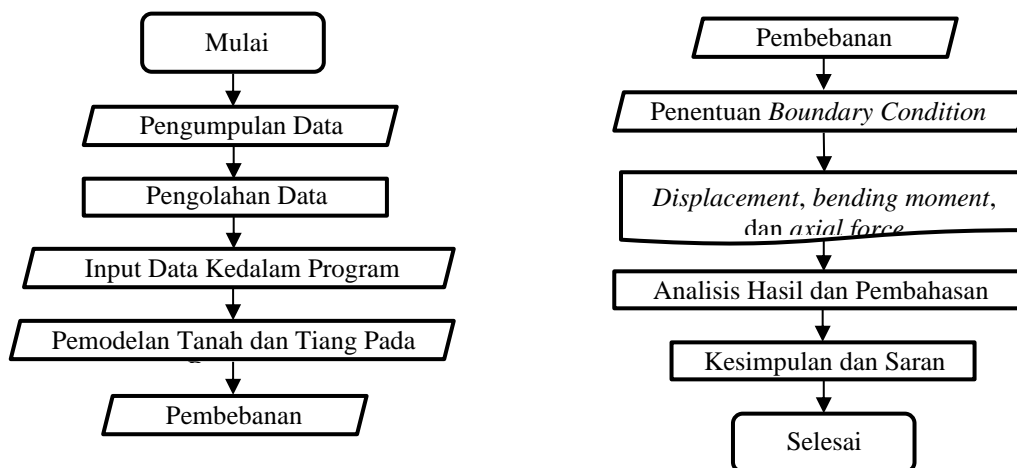 Mulai
Pengumpulan Data
Pengolahan Data
Input Data Kedalam Program
Pemodelan Tanah dan Tiang Pada
Pembebanan
Pembebanan
Penentuan Boundary Condition
Displacement, bending moment,
dan axial force
Analisis Hasil dan Pembahasan
Kesimpulan dan Saran
Selesai